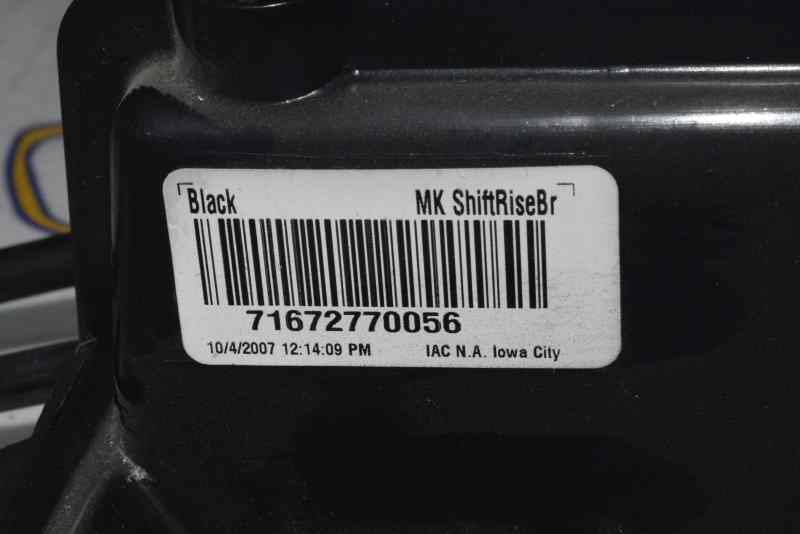 Black MK ShiftRiseBr
71672770056
10/4/2007 12:14:09 PM IAC N.A. Iowa City